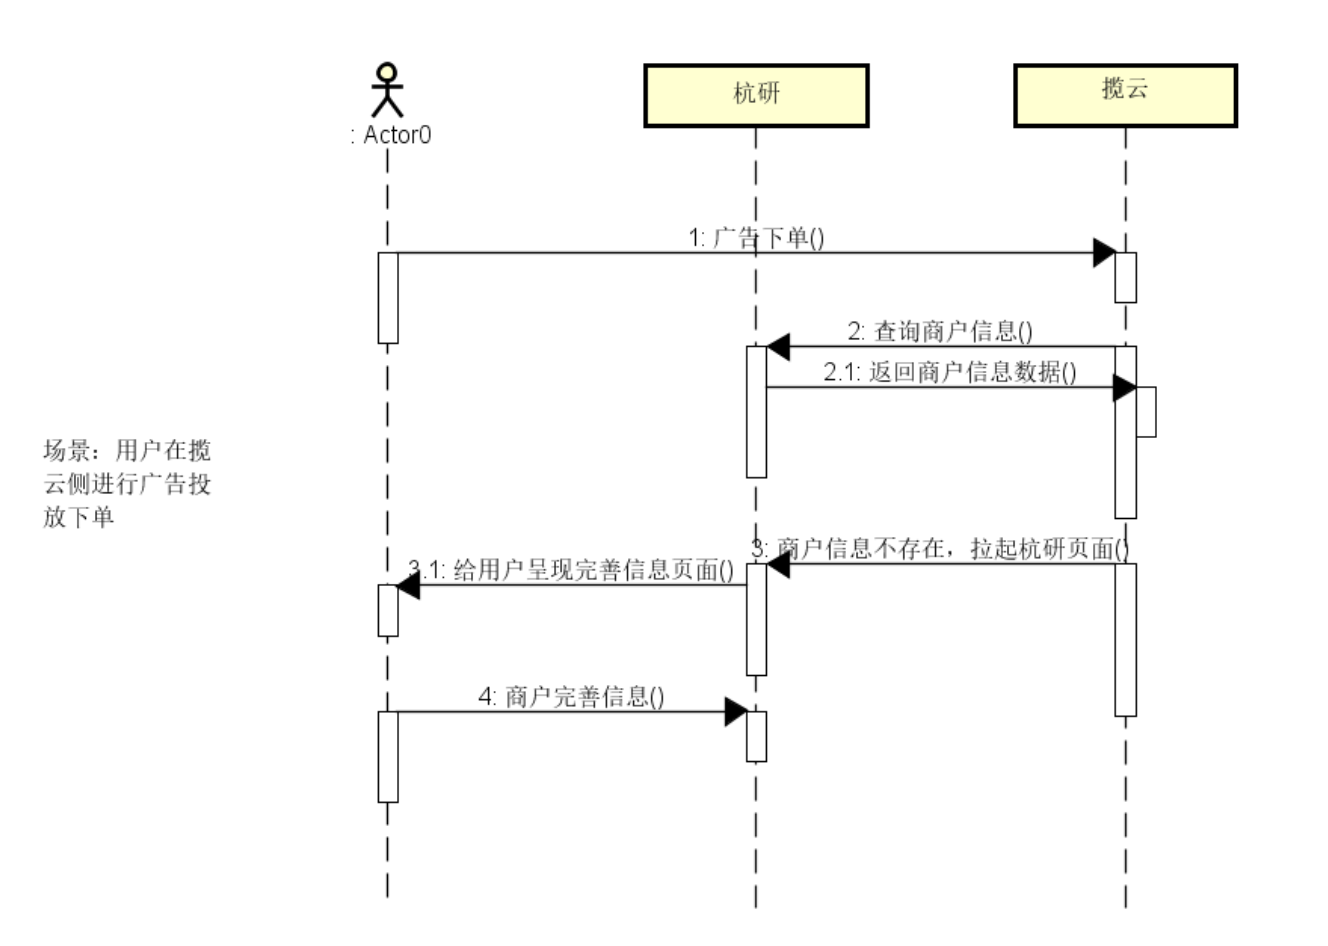 : Actor0
杭研
揽云
1: 广告下单()
2: 查询商户信息()
2.1: 返回商户信息数据()
场景：用户在揽
云侧进行广告投
放下单
3: 商户信息不存在，拉起杭研页面()
3.1: 给用户呈现完善信息页面()
4: 商户完善信息()